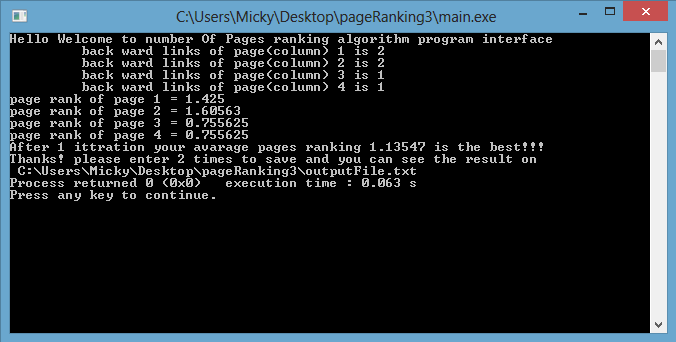 C:\Users\Micky\Desktop\pageRanking3\main.exe
Hello Welcome to number Of Pages ranking algorithm program interface
back ward links of page(column) 1 is 2
back ward links of page(column) 2 is 2
back ward links of page(column) 3 is 1
back ward links of page(column) 4 is 1
page rank of page 1 = 1.425
page rank of page 2 = 1.60563
page rank of page 3 = 0.755625
page rank of page 4 = 0.755625
After 1 ittration your avarage pages ranking 1.13547 is the best!!!
Thanks! please enter 2 times to save and you can see the result on
C:\Users\Micky\Desktop\pageRanking3\outputFile.txt
Process returned 0 (0x0)   execution time : 0.063 s
Press any key to continue.